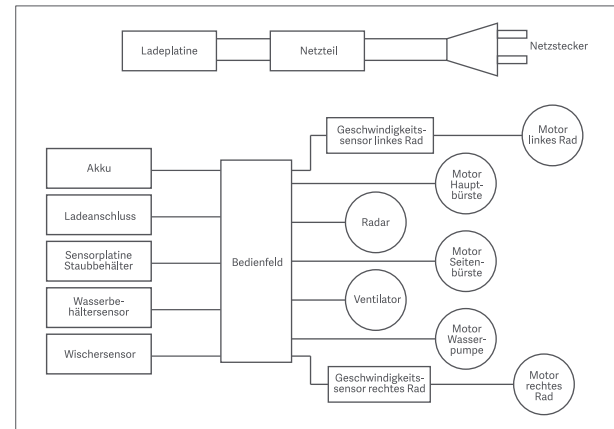 Ladeplatine
Netzteil
Netzstecker
Geschwindigkeits-
sensor linkes Rad
Motor
linkes Rad
Akku
Motor
Haupt-
bürste
Ladeanschluss
Radar
Sensorplatine
Staubbehälter
Bedienfeld
Motor
Seiten-
bürste
Wasserbe-
hältersensor
Ventilator
Motor
Wasser-
pumpe
Wischersensor
Geschwindigkeits-
sensor rechtes Rad
Motor
rechtes Rad